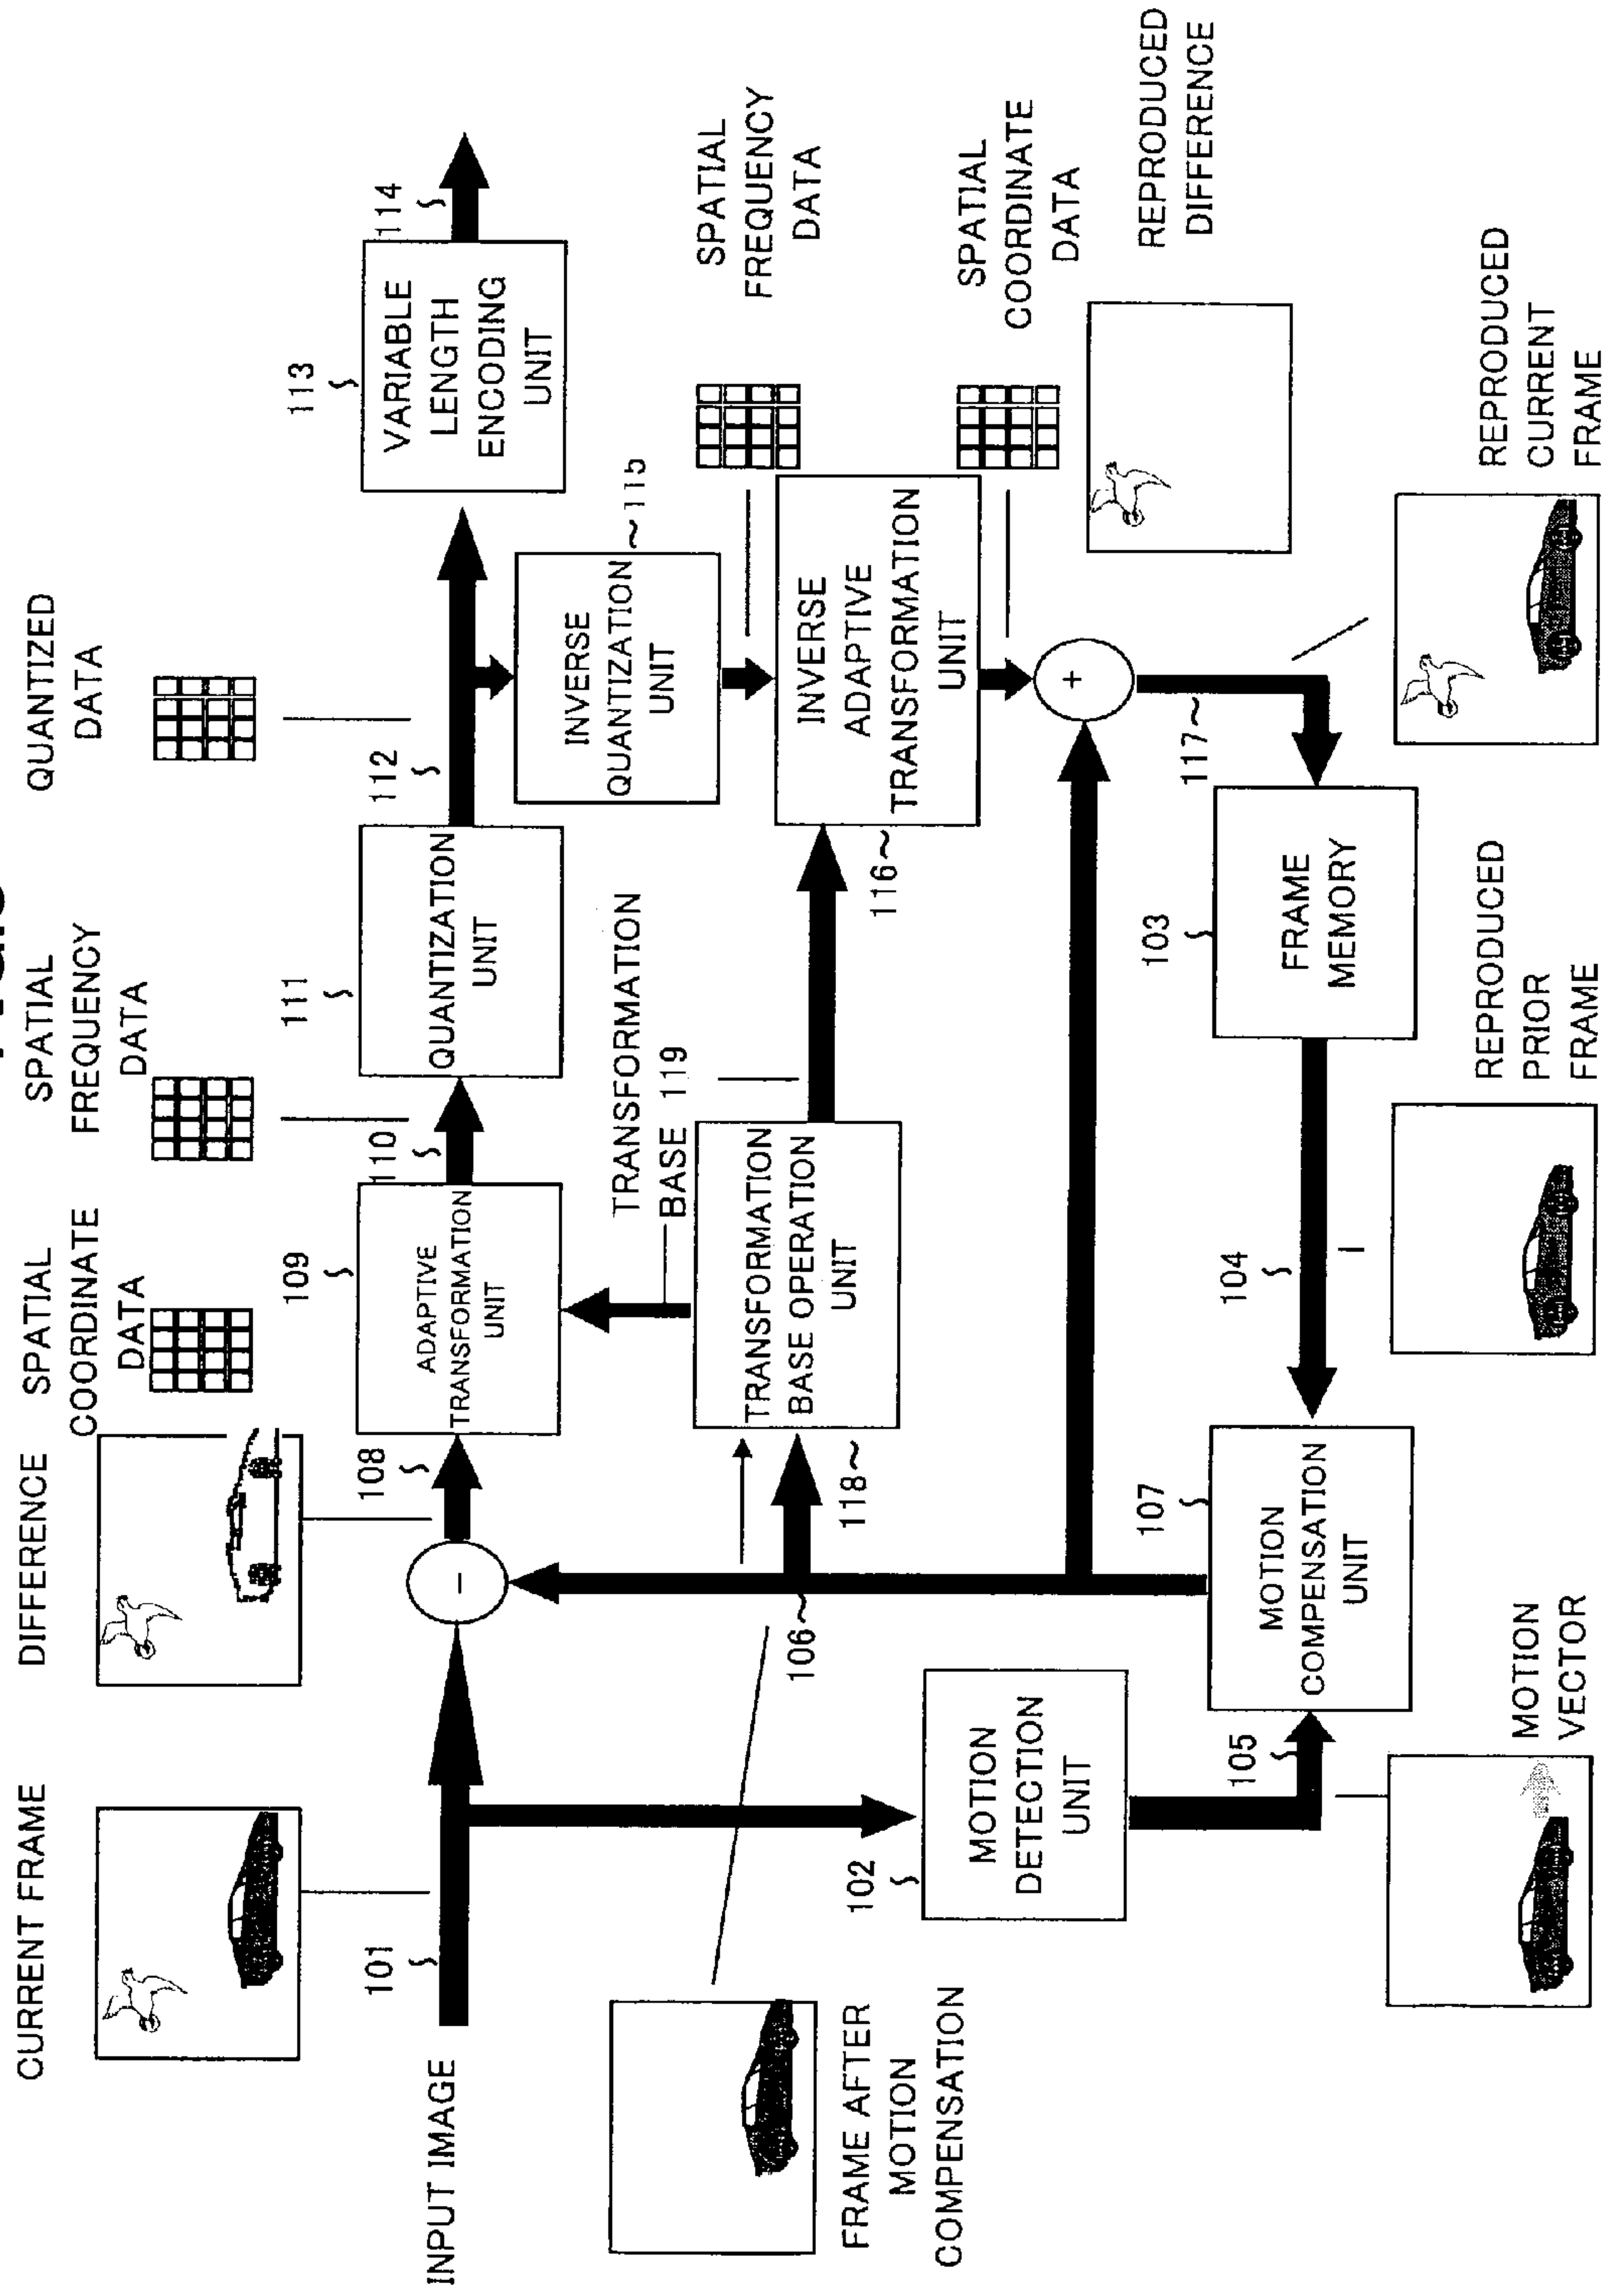 CURRENT FRAME
DIFFERENCE
SPATIAL
COORDINATE
DATA
SPATIAL
FREQUENCY
DATA
QUANTIZED
DATA
INPUT IMAGE
101
−
108
109
ADAPTIVE
TRANSFORMATION
UNIT
110
111
QUANTIZATION
UNIT
112
113
VARIABLE
LENGTH
ENCODING
UNIT
114
INVERSE
QUANTIZATION
UNIT
115
SPATIAL
FREQUENCY
DATA
TRANSFORMATION
BASE 119
TRANSFORMATION
BASE OPERATION
UNIT
118
106
FRAME AFTER
MOTION
COMPENSATION
INVERSE
ADAPTIVE
TRANSFORMATION
UNIT
116
SPATIAL
COORDINATE
DATA
REPRODUCED
DIFFERENCE
+
117
102
MOTION
DETECTION
UNIT
105
107
MOTION
COMPENSATION
UNIT
104
103
FRAME
MEMORY
MOTION
VECTOR
REPRODUCED
PRIOR
FRAME
REPRODUCED
CURRENT
FRAME